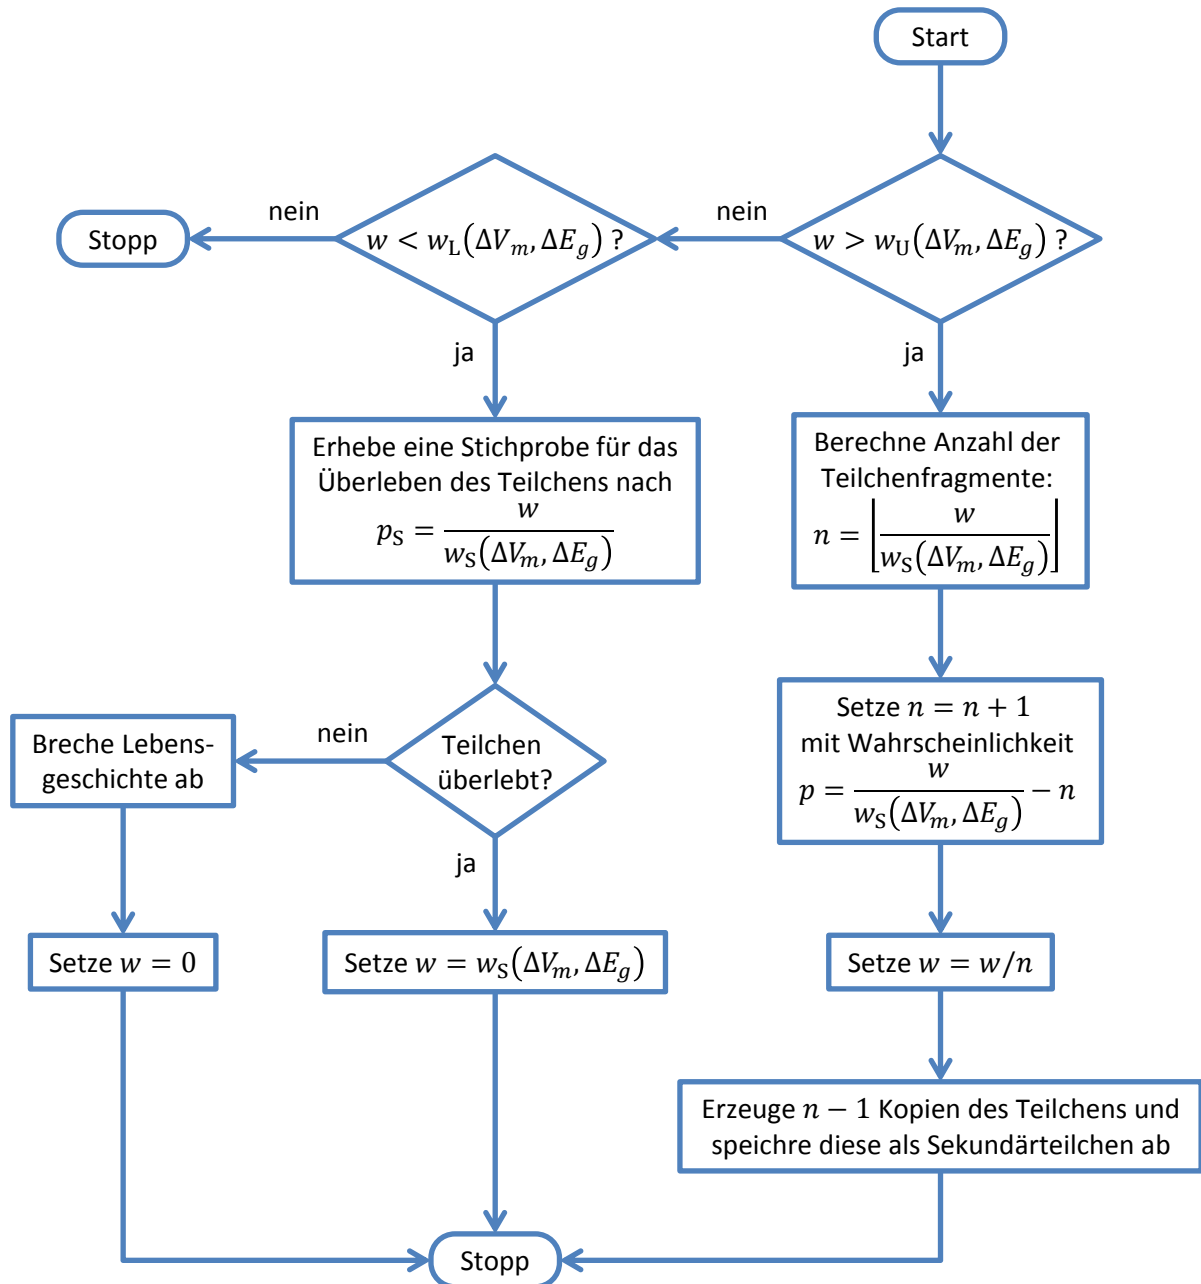 Start
w > w_U(ΔV_m, ΔE_g) ?
nein
w < w_L(ΔV_m, ΔE_g) ?
nein
Stopp
ja
ja
Erhebe eine Stichprobe für das
Überleben des Teilchens nach
p_S = w / w_S(ΔV_m, ΔE_g)
Berechne Anzahl der
Teilchenfragmente:
n = ⌊w / w_S(ΔV_m, ΔE_g)⌋
Teilchen
überlebt?
nein
Breche Lebens-
geschichte ab
Setze n = n + 1
mit Wahrscheinlichkeit
p = w / w_S(ΔV_m, ΔE_g) − n
ja
Setze w = 0
Setze w = w_S(ΔV_m, ΔE_g)
Setze w = w/n
Erzeuge n − 1 Kopien des Teilchens und
speichre diese als Sekundärteilchen ab
Stopp